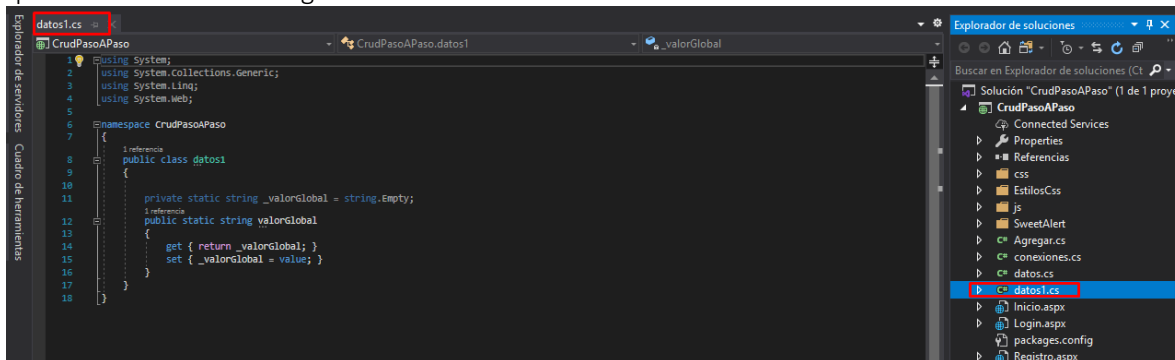 datos1.cs
CrudPasoAPaso
CrudPasoAPaso.datos1
_valorGlobal
1 using System;
2 using System.Collections.Generic;
3 using System.Linq;
4 using System.Web;
5
6 namespace CrudPasoAPaso
7 {
1 referencia
8 public class datos1
9 {
10
11 private static string _valorGlobal = string.Empty;
1 referencia
12 public static string valorGlobal
13 {
14 get { return _valorGlobal; }
15 set { _valorGlobal = value; }
16 }
17 }
18 }
Explorador de servidores
Cuadro de herramientas
Explorador de soluciones
Buscar en Explorador de soluciones (Ct
Solución "CrudPasoAPaso" (1 de 1 proye
CrudPasoAPaso
Connected Services
Properties
Referencias
css
EstilosCss
js
SweetAlert
C# Agregar.cs
C# conexiones.cs
C# datos.cs
C# datos1.cs
Inicio.aspx
Login.aspx
packages.config
Registro.aspx